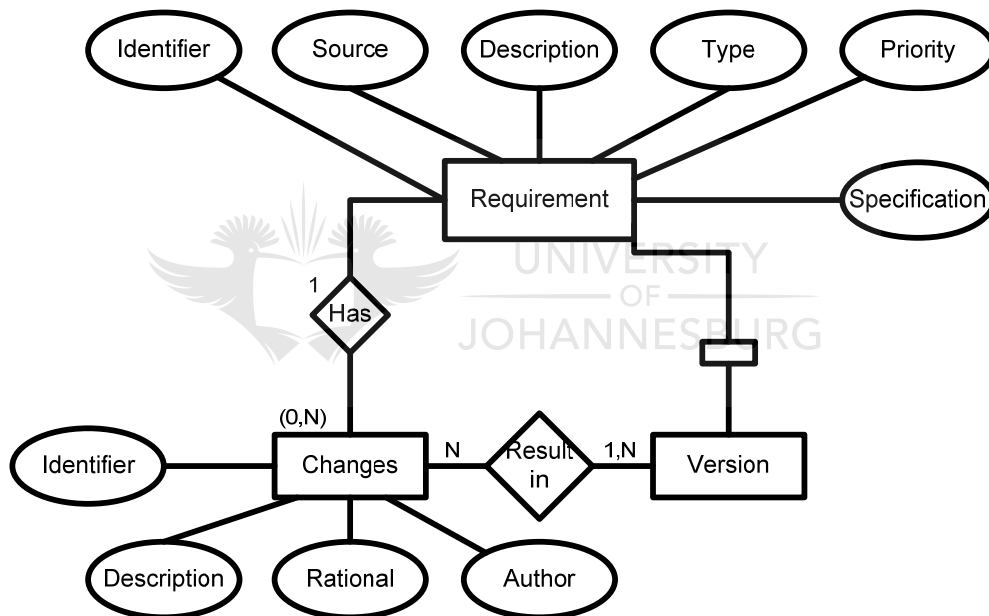 Identifier
Source
Description
Type
Priority
Requirement
Specification
UNIVERSITY
OF
JOHANNESBURG
1
Has
(0,N)
Identifier
Changes
N
Result
in
1,N
Version
Description
Rational
Author